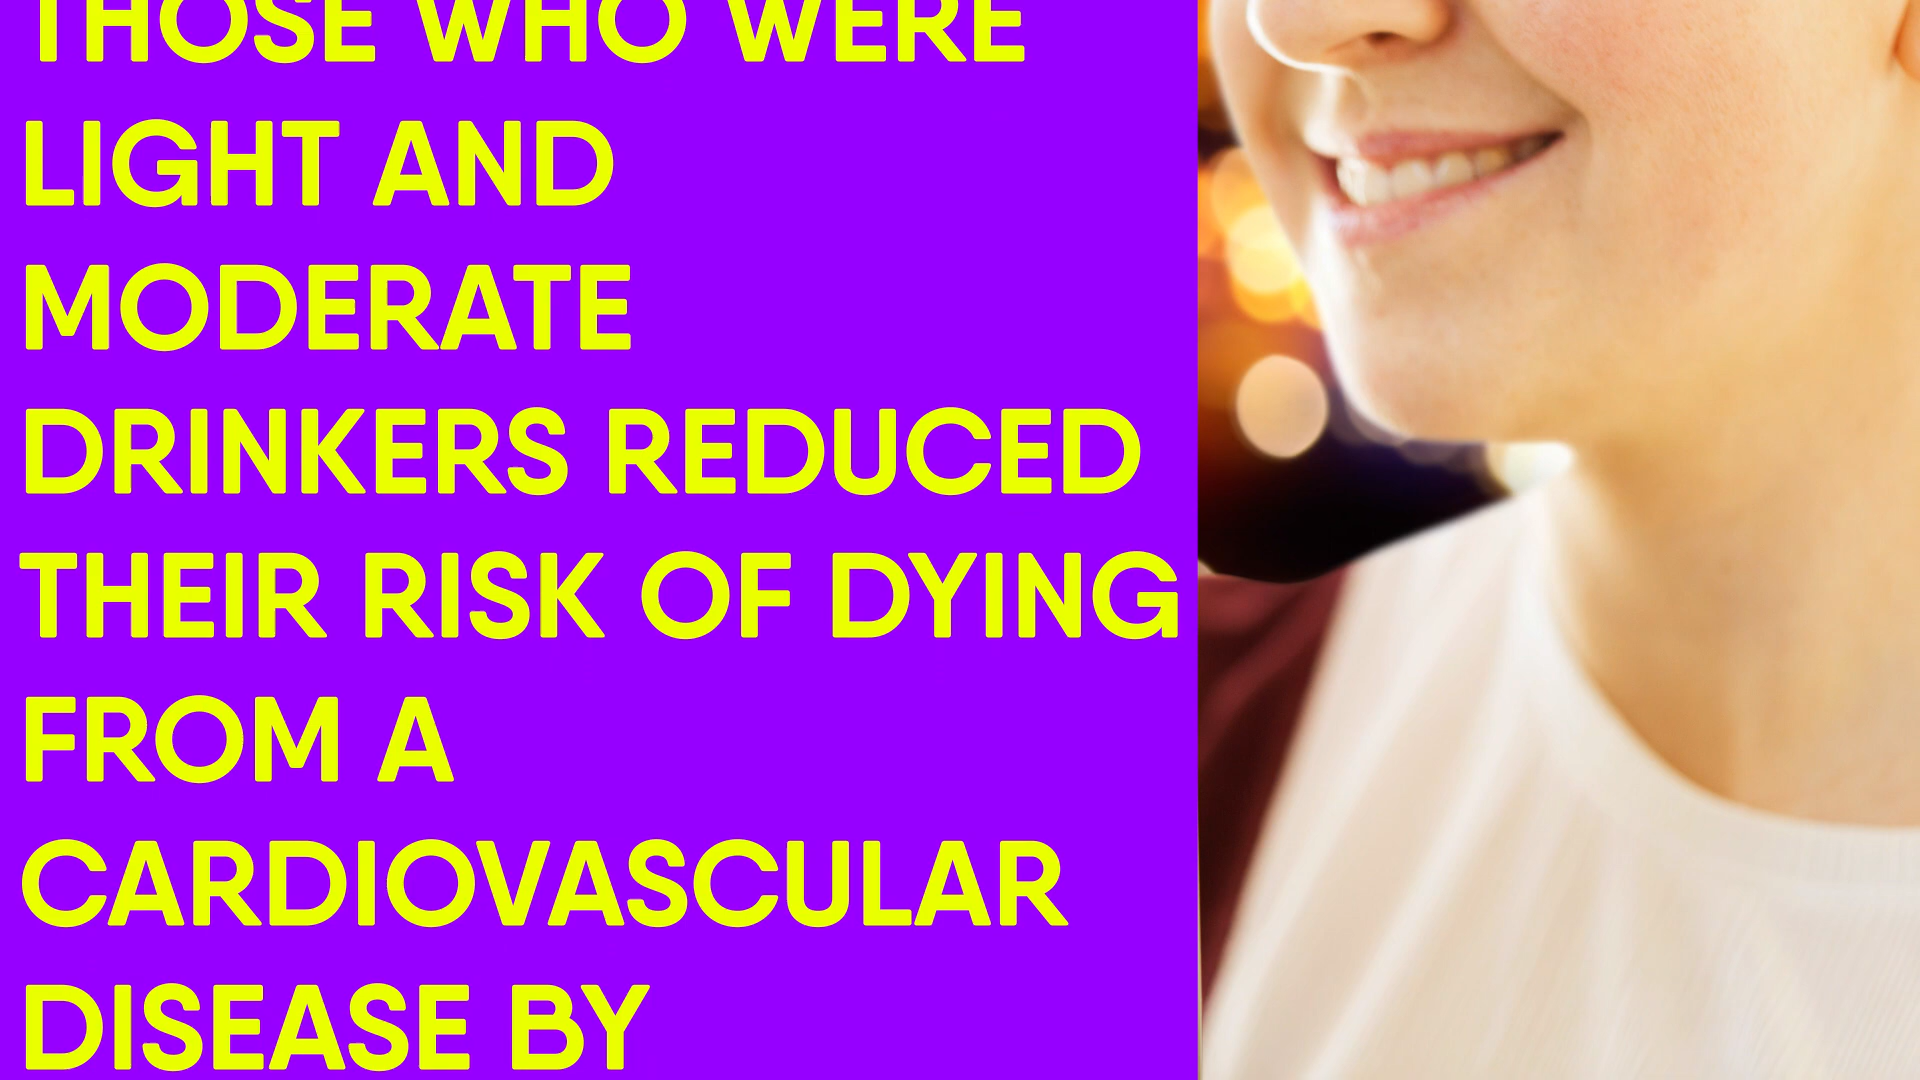 THOSE WHO WERE
LIGHT AND
MODERATE
DRINKERS REDUCED
THEIR RISK OF DYING
FROM A
CARDIOVASCULAR
DISEASE BY